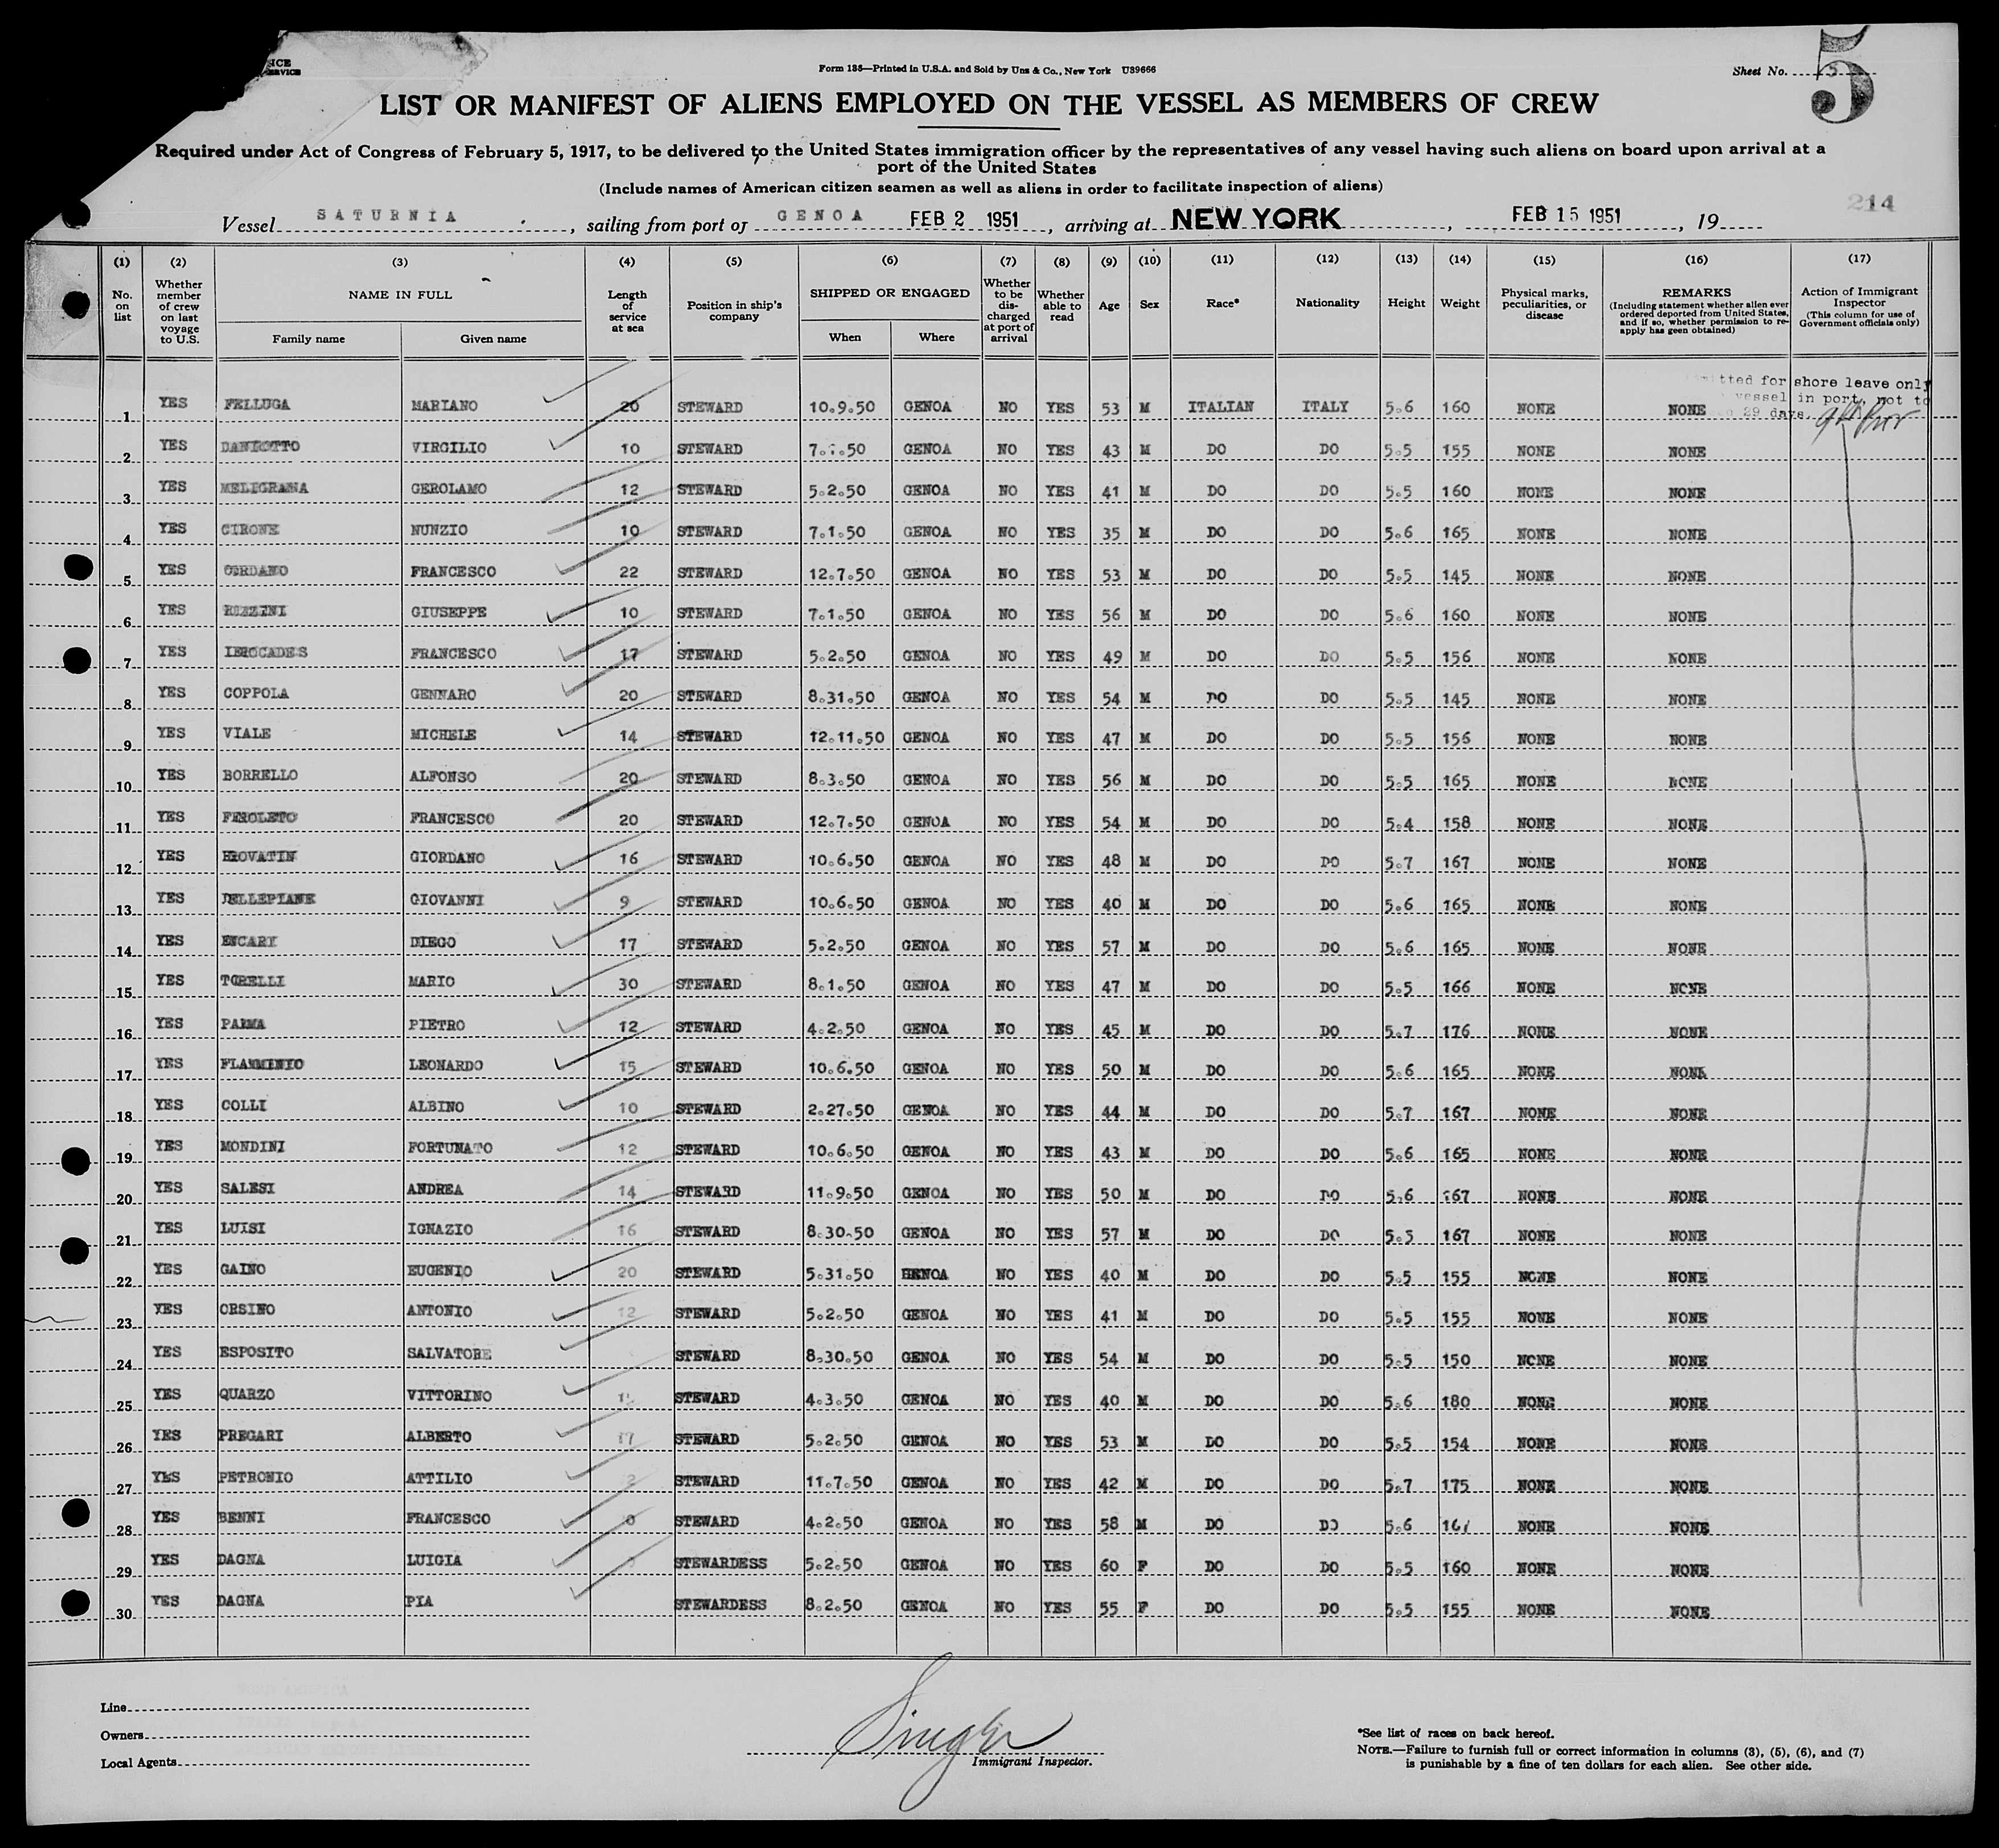 ICE
SERVICE
Form 188—Printed in U.S.A. and Sold by Unz & Co., New York U39666
Sheet No. 5
5
LIST OR MANIFEST OF ALIENS EMPLOYED ON THE VESSEL AS MEMBERS OF CREW
Required under Act of Congress of February 5, 1917, to be delivered to the United States immigration officer by the representatives of any vessel having such aliens on board upon arrival at a
port of the United States
(Include names of American citizen seamen as well as aliens in order to facilitate inspection of aliens)
214
Vessel SATURNIA, sailing from port of GENOA FEB 2 1951, arriving at NEW YORK, FEB 15 1951, 19
(1) (2) (3) (4) (5) (6) (7) (8) (9) (10) (11) (12) (13) (14) (15) (16) (17)
No. on list
Whether member of crew on last voyage to U.S.
NAME IN FULL
Family name Given name
Length of service at sea
Position in ship's company
SHIPPED OR ENGAGED
When Where
Whether to be discharged at port of arrival
Whether able to read
Age
Sex
Race*
Nationality
Height
Weight
Physical marks, peculiarities, or disease
REMARKS
(Including statement whether alien ever ordered deported from United States, and if so, whether permission to re-apply has geen obtained)
Action of Immigrant Inspector
(This column for use of Government officials only)
itted for shore leave only
vessel in port, not to
29 days.
1 YES FELLUGA MARIANO 20 STEWARD 10.9.50 GENOA NO YES 53 M ITALIAN ITALY 5.6 160 NONE NONE
2 YES DANIOTTO VIRGILIO 10 STEWARD 7.1.50 GENOA NO YES 43 M DO DO 5.5 155 NONE NONE
3 YES MELIGRANA GEROLAMO 12 STEWARD 5.2.50 GENOA NO YES 41 M DO DO 5.5 160 NONE NONE
4 YES CIRONE NUNZIO 10 STEWARD 7.1.50 GENOA NO YES 35 M DO DO 5.6 165 NONE NONE
5 YES FRANCESCO 22 STEWARD 12.7.50 GENOA NO YES 53 M DO DO 5.5 145 NONE NONE
6 YES GIUSEPPE 10 STEWARD 7.1.50 GENOA NO YES 56 M DO DO 5.6 160 NONE NONE
7 YES IEROCADES FRANCESCO 17 STEWARD 5.2.50 GENOA NO YES 49 M DO DO 5.5 156 NONE NONE
8 YES COPPOLA GENNARO 20 STEWARD 8.31.50 GENOA NO YES 54 M DO DO 5.5 145 NONE NONE
9 YES VIALE MICHELE 14 STEWARD 12.11.50 GENOA NO YES 47 M DO DO 5.5 156 NONE NONE
10 YES BORRELLO ALFONSO 20 STEWARD 8.3.50 GENOA NO YES 56 M DO DO 5.5 165 NONE NONE
11 YES FEROLETO FRANCESCO 20 STEWARD 12.7.50 GENOA NO YES 54 M DO DO 5.4 158 NONE NONE
12 YES BROVATIN GIORDANO 16 STEWARD 10.6.50 GENOA NO YES 48 M DO DO 5.7 167 NONE NONE
13 YES DELLEPIANE GIOVANNI 9 STEWARD 10.6.50 GENOA NO YES 40 M DO DO 5.6 165 NONE NONE
14 YES DIEGO 17 STEWARD 5.2.50 GENOA NO YES 57 M DO DO 5.6 165 NONE NONE
15 YES TORELLI MARIO 30 STEWARD 8.1.50 GENOA NO YES 47 M DO DO 5.5 166 NONE NONE
16 YES PARMA PIETRO 12 STEWARD 4.2.50 GENOA NO YES 45 M DO DO 5.7 176 NONE NONE
17 YES FLAMMINIO LEONARDO 15 STEWARD 10.6.50 GENOA NO YES 50 M DO DO 5.6 165 NONE NONE
18 YES COLLI ALBINO 10 STEWARD 2.27.50 GENOA NO YES 44 M DO DO 5.7 167 NONE NONE
19 YES MONDINI FORTUNATO 12 STEWARD 10.6.50 GENOA NO YES 43 M DO DO 5.6 165 NONE NONE
20 YES SALESI ANDREA 14 STEWARD 11.9.50 GENOA NO YES 50 M DO DO 5.6 167 NONE NONE
21 YES LUISI IGNAZIO 16 STEWARD 8.30.50 GENOA NO YES 57 M DO DO 5.5 167 NONE NONE
22 YES GAINO EUGENIO 20 STEWARD 5.31.50 GENOA NO YES 40 M DO DO 5.5 155 NONE NONE
23 YES ORSINO ANTONIO 12 STEWARD 5.2.50 GENOA NO YES 41 M DO DO 5.5 155 NONE NONE
24 YES ESPOSITO SALVATORE STEWARD 8.30.50 GENOA NO YES 54 M DO DO 5.5 150 NONE NONE
25 YES QUARZO VITTORINO STEWARD 4.3.50 GENOA NO YES 40 M DO DO 5.6 180 NONE NONE
26 YES PREGARI ALBERTO 17 STEWARD 5.2.50 GENOA NO YES 53 M DO DO 5.5 154 NONE NONE
27 YES PETRONIO ATTILIO 2 STEWARD 11.7.50 GENOA NO YES 42 M DO DO 5.7 175 NONE NONE
28 YES BENNI FRANCESCO STEWARD 4.2.50 GENOA NO YES 58 M DO DO 5.6 NONE NONE
29 YES DAGNA LUIGIA STEWARDESS 5.2.50 GENOA NO YES 60 F DO DO 5.5 160 NONE NONE
30 YES DAGNA PIA STEWARDESS 8.2.50 GENOA NO YES 55 F DO DO 5.5 155 NONE NONE
Line
Owners
Local Agents
Immigrant Inspector.
*See list of races on back hereof.
NOTE.—Failure to furnish full or correct information in columns (3), (5), (6), and (7)
is punishable by a fine of ten dollars for each alien. See other side.